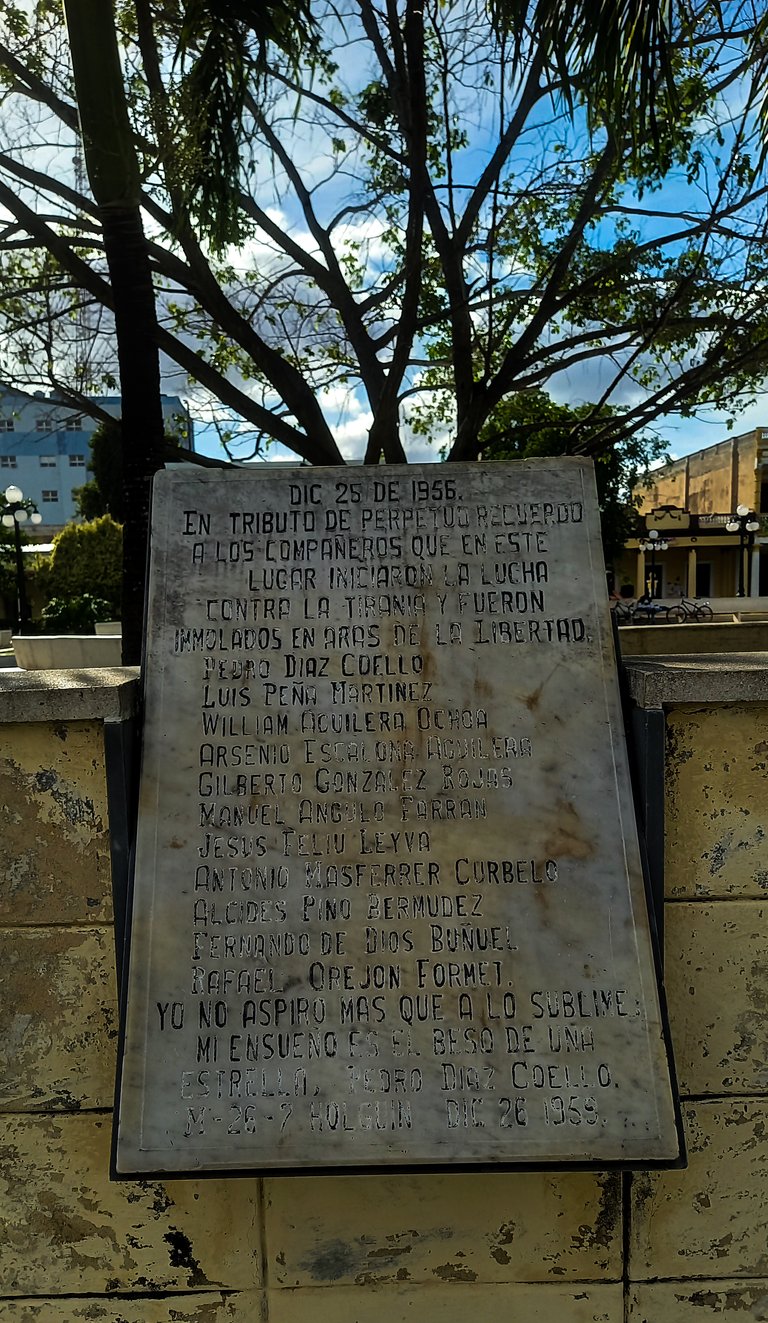 DIC 25 DE 1956.
EN TRIBUTO DE PERPETUO RECUERDO
A LOS COMPAÑEROS QUE EN ESTE
LUGAR INICIARON LA LUCHA
CONTRA LA TIRANIA Y FUERON
IMMOLADOS EN ARAS DE LA LIBERTAD.
PEDRO DIAZ COELLO
LUIS PEÑA MARTINEZ
WILLIAM AGUILERA OCHOA
ARSENIO ESCALONA AGUILERA
GILBERTO GONZALEZ ROJAS
MANUEL ANGULO FARRAN
JESUS FELIU LEYVA
ANTONIO MASFERRER CURBELO
ALCIDES PINO BERMUDEZ
FERNANDO DE DIOS BUÑUEL
RAFAEL OREJON FORMET.
YO NO ASPIRO MAS QUE A LO SUBLIME
MI ENSUEÑO ES EL BESO DE UNA
ESTRELLA, PEDRO DIAZ COELLO.
M-26-7 HOLGUIN DIC 26 1959.